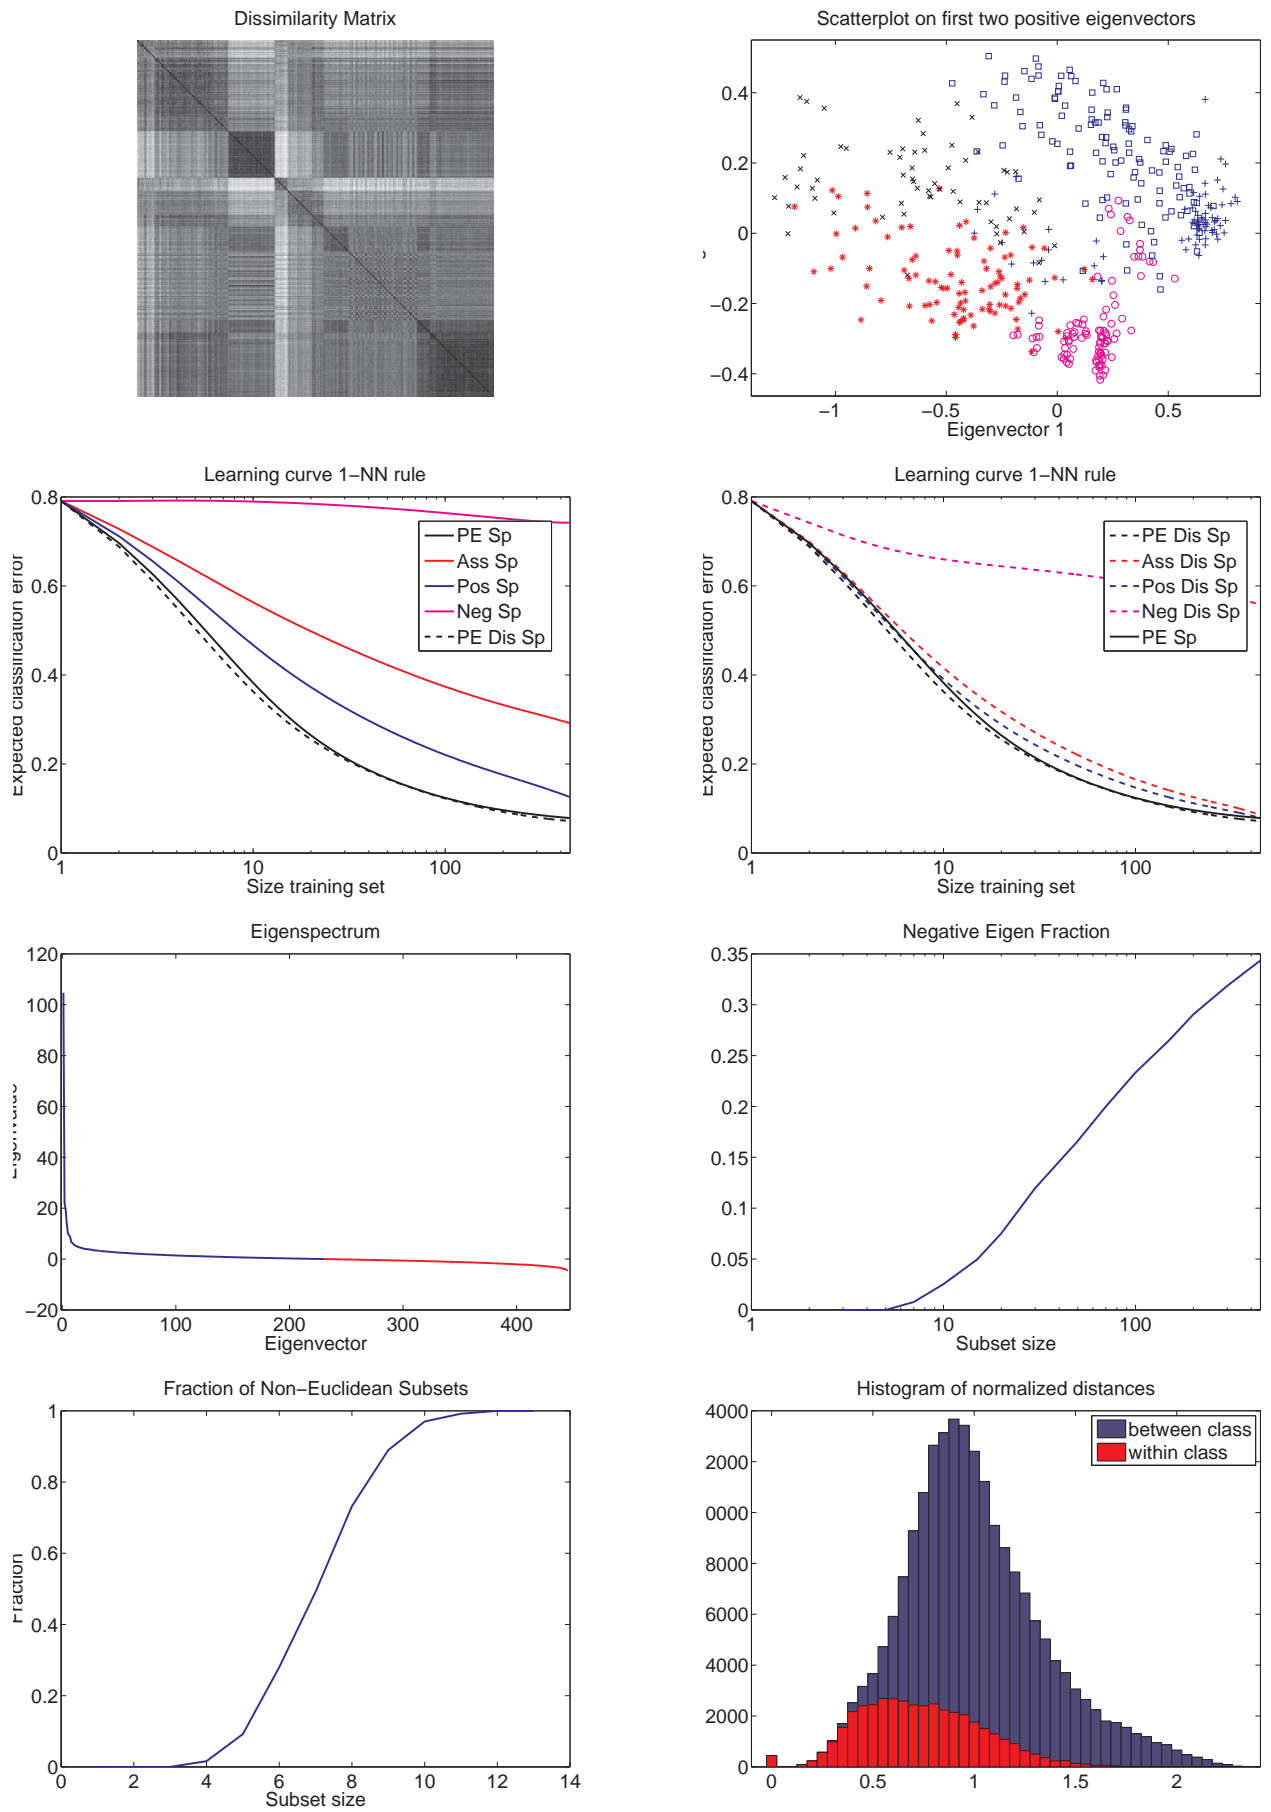 Dissimilarity Matrix
Scatterplot on first two positive eigenvectors
0.4
0.2
0
−0.2
−0.4
−1
−0.5
0
0.5
Eigenvector 1
Learning curve 1−NN rule
Expected classification error
0.8
0.6
0.4
0.2
0
1
10
100
Size training set
PE Sp
Ass Sp
Pos Sp
Neg Sp
PE Dis Sp
Learning curve 1−NN rule
Expected classification error
0.8
0.6
0.4
0.2
0
1
10
100
Size training set
PE Dis Sp
Ass Dis Sp
Pos Dis Sp
Neg Dis Sp
PE Sp
Eigenspectrum
120
100
80
60
40
20
0
−20
0
100
200
300
400
Eigenvector
Negative Eigen Fraction
0.35
0.3
0.25
0.2
0.15
0.1
0.05
0
1
10
100
Subset size
Fraction of Non−Euclidean Subsets
Fraction
1
0.8
0.6
0.4
0.2
0
0
2
4
6
8
10
12
14
Subset size
Histogram of normalized distances
between class
within class
4000
2000
0000
8000
6000
4000
2000
0
0
0.5
1
1.5
2